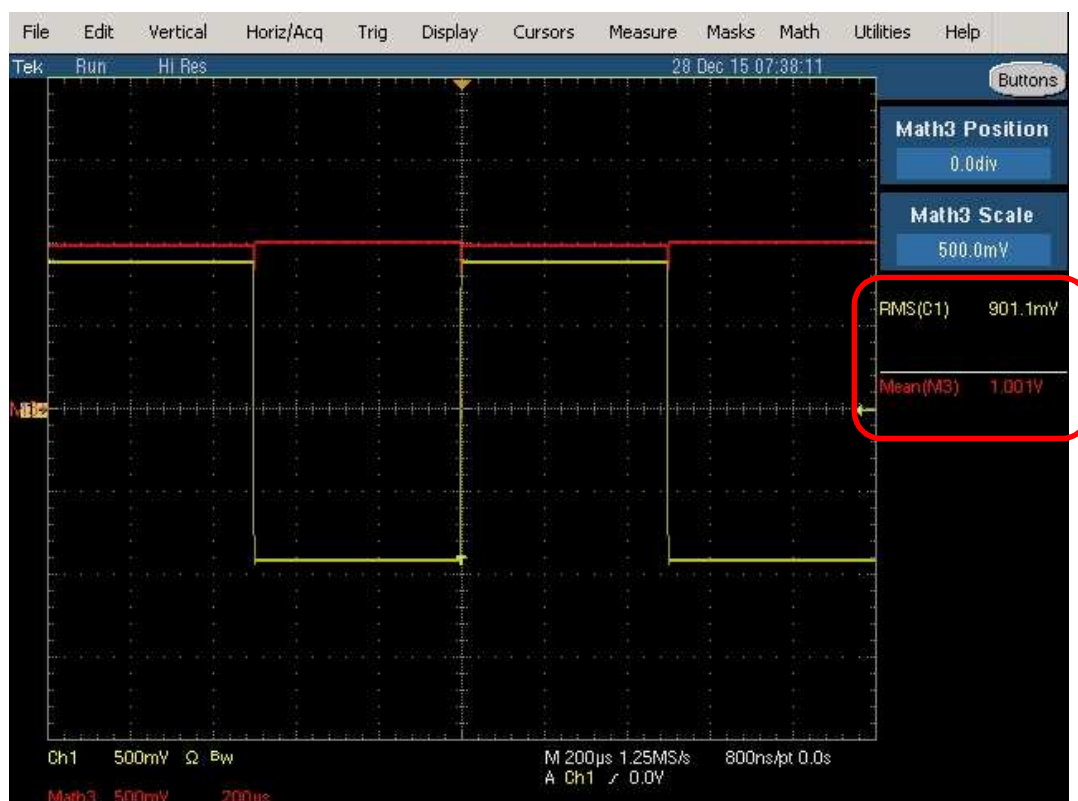 File Edit Vertical Horiz/Acq Trig Display Cursors Measure Masks Math Utilities Help
Tek Run Hi Res 28 Dec 15 07:38:11
Buttons
Math3 Position
0.0div
Math3 Scale
500.0mV
RMS(C1) 901.1mV
Mean(M3) 1.001V
Ch1 500mV Ω Bw M 200µs 1.25MS/s 800ns/pt 0.0s
A Ch1 0.0V
Math3 500mV 200µs